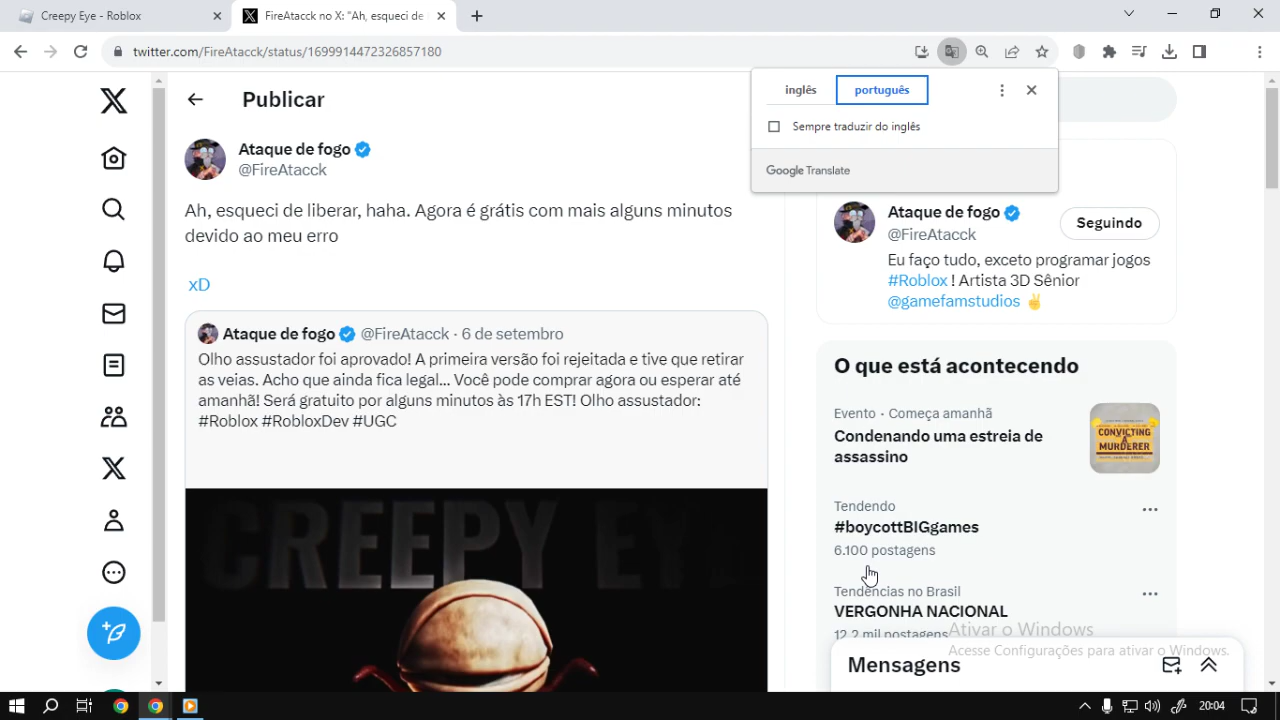 Creepy Eye - Roblox
FireAtacck no X: "Ah, esqueci de
twitter.com/FireAtacck/status/1699914472326857180
inglês português
Sempre traduzir do inglês
Google Translate
Publicar
Ataque de fogo
@FireAtacck
Ah, esqueci de liberar, haha. Agora é grátis com mais alguns minutos
devido ao meu erro
xD
Ataque de fogo @FireAtacck · 6 de setembro
Olho assustador foi aprovado! A primeira versão foi rejeitada e tive que retirar
as veias. Acho que ainda fica legal... Você pode comprar agora ou esperar até
amanhã! Será gratuito por alguns minutos às 17h EST! Olho assustador:
#Roblox #RobloxDev #UGC
CREEPY EYE
Ataque de fogo
@FireAtacck
Seguindo
Eu faço tudo, exceto programar jogos
#Roblox ! Artista 3D Sênior
@gamefamstudios
O que está acontecendo
Evento · Começa amanhã
Condenando uma estreia de
assassino
CONVICTING
A
MURDERER
Tendendo
#boycottBIGgames
6.100 postagens
Tendências no Brasil
VERGONHA NACIONAL
12,2 mil postagens
Ativar o Windows
Acesse Configurações para ativar o Windows.
Mensagens
20:04